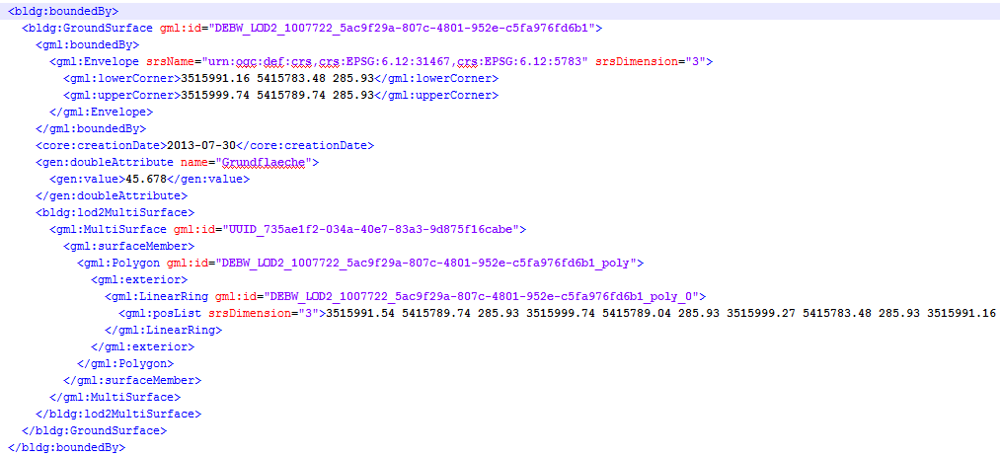 <bldg:boundedBy>
<bldg:GroundSurface gml:id="DEBW_LOD2_1007722_5ac9f29a-807c-4801-952e-c5fa976fd6b1">
<gml:boundedBy>
<gml:Envelope srsName="urn:ogc:def:crs,crs:EPSG:6.12:31467,crs:EPSG:6.12:5783" srsDimension="3">
<gml:lowerCorner>3515991.16 5415783.48 285.93</gml:lowerCorner>
<gml:upperCorner>3515999.74 5415789.74 285.93</gml:upperCorner>
</gml:Envelope>
</gml:boundedBy>
<core:creationDate>2013-07-30</core:creationDate>
<gen:doubleAttribute name="Grundflaeche">
<gen:value>45.678</gen:value>
</gen:doubleAttribute>
<bldg:lod2MultiSurface>
<gml:MultiSurface gml:id="UUID_735ae1f2-034a-40e7-83a3-9d875f16cabe">
<gml:surfaceMember>
<gml:Polygon gml:id="DEBW_LOD2_1007722_5ac9f29a-807c-4801-952e-c5fa976fd6b1_poly">
<gml:exterior>
<gml:LinearRing gml:id="DEBW_LOD2_1007722_5ac9f29a-807c-4801-952e-c5fa976fd6b1_poly_0">
<gml:posList srsDimension="3">3515991.54 5415789.74 285.93 3515999.74 5415789.04 285.93 3515999.27 5415783.48 285.93 3515991.16
</gml:LinearRing>
</gml:exterior>
</gml:Polygon>
</gml:surfaceMember>
</gml:MultiSurface>
</bldg:lod2MultiSurface>
</bldg:GroundSurface>
</bldg:boundedBy>